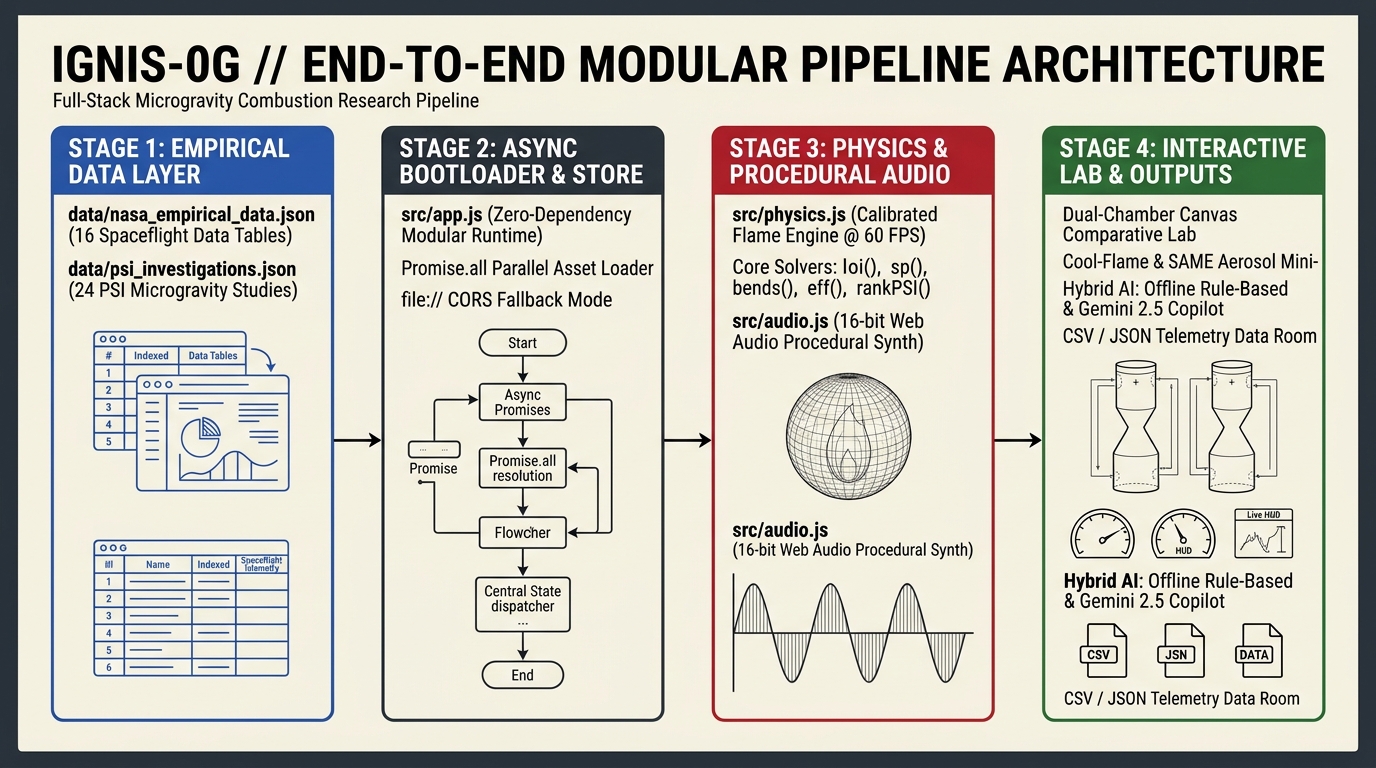 IGNIS-0G // END-TO-END MODULAR PIPELINE ARCHITECTURE
Full-Stack Microgravity Combustion Research Pipeline
STAGE 1: EMPIRICAL
DATA LAYER
data/nasa_empirical_data.json
(16 Spaceflight Data Tables)
data/psi_investigations.json
(24 PSI Microgravity Studies)
# Indexed Data Tables
1
2
3
4
5
Name Indexed Spaceflight
1
2
3
4
5
6
STAGE 2: ASYNC
BOOTLOADER & STORE
src/app.js (Zero-Dependency
Modular Runtime)
Promise.all Parallel Asset Loader
file:// CORS Fallback Mode
Start
Async
Promises
... ...
Promise
Promise.all
resolution
Flowcher
Central State
dispatcher
...
End
STAGE 3: PHYSICS &
PROCEDURAL AUDIO
src/physics.js (Calibrated
Flame Engine @ 60 FPS)
Core Solvers: loi(), sp(),
bends(), eff(), rankPSI()
src/audio.js (16-bit Web
Audio Procedural Synth)
src/audio.js
(16-bit Web Audio Procedural Synth)
STAGE 4: INTERACTIVE
LAB & OUTPUTS
Dual-Chamber Canvas
Comparative Lab
Cool-Flame & SAME Aerosol Mini-
Hybrid AI: Offline Rule-Based
& Gemini 2.5 Copilot
CSV / JSON Telemetry Data Room
+ +
HUD
Live HUD
Hybrid AI: Offline Rule-Based
& Gemini 2.5 Copilot
CSV
JSN
DATA
CSV / JSON Telemetry Data Room